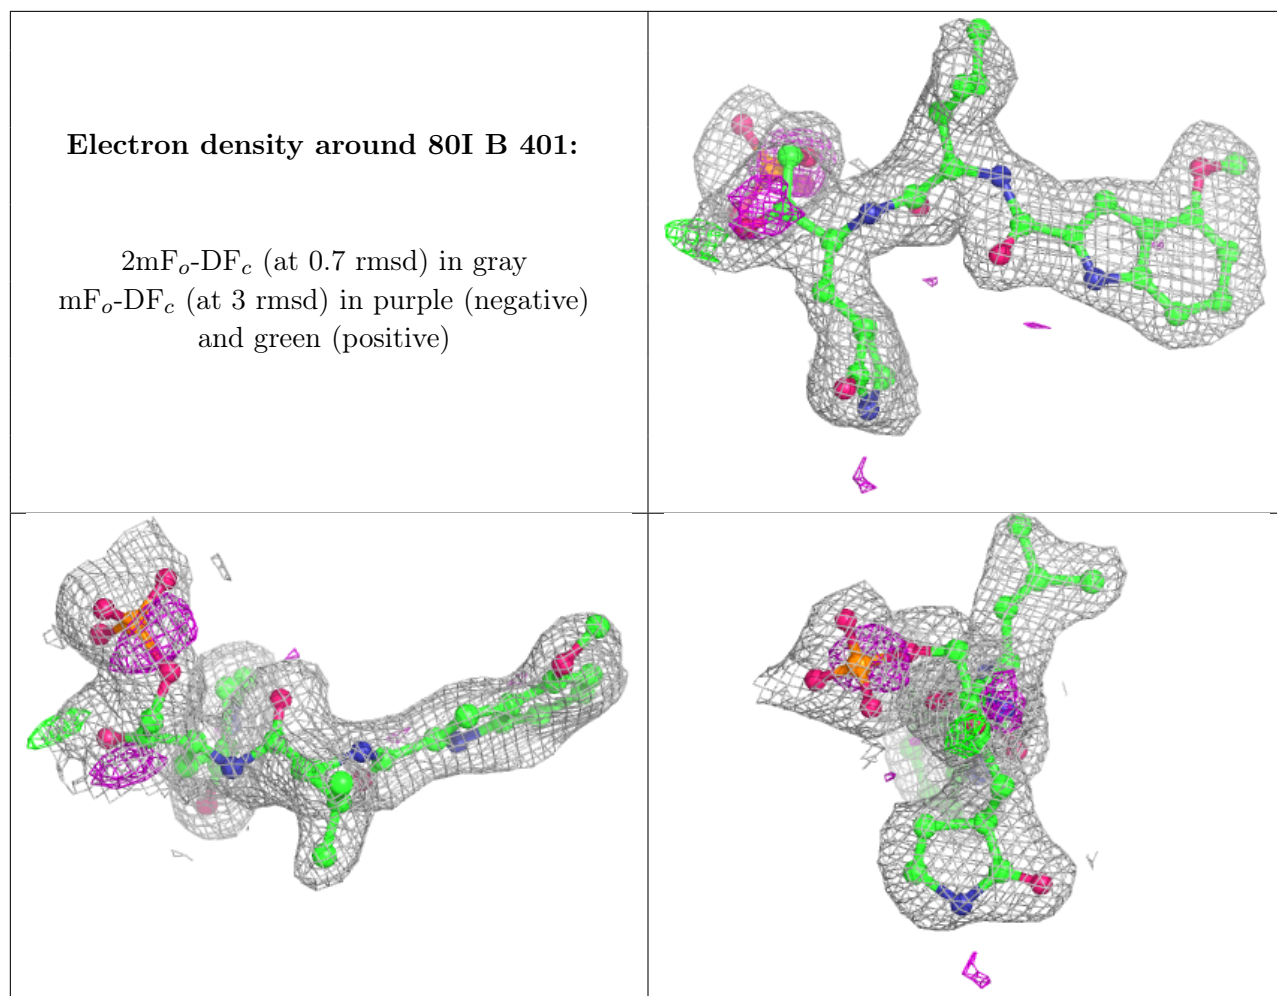 Electron density around 80I B 401:
2mFo-DFc (at 0.7 rmsd) in gray
mFo-DFc (at 3 rmsd) in purple (negative)
and green (positive)